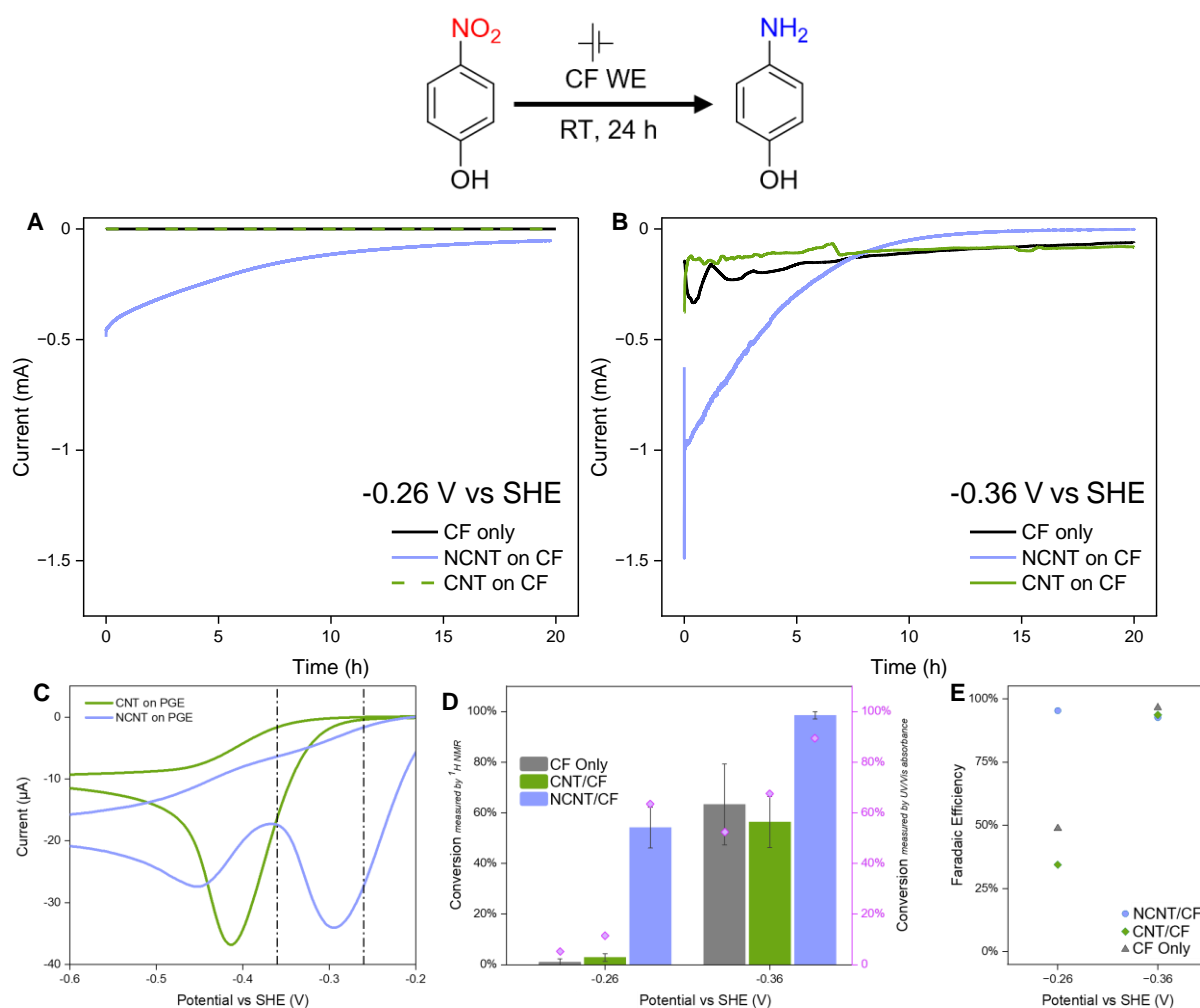 NO2
CF WE
RT, 24 h
OH
NH2
OH
A
0
−0.5
−1
−1.5
Current (mA)
-0.26 V vs SHE
CF only
NCNT on CF
CNT on CF
0 5 10 15 20
Time (h)
B
0
−0.5
−1
−1.5
Current (mA)
-0.36 V vs SHE
CF only
NCNT on CF
CNT on CF
0 5 10 15 20
Time (h)
C
CNT on PGE
NCNT on PGE
0
-10
-20
-30
-40
Current (µA)
-0.6 -0.5 -0.4 -0.3 -0.2
Potential vs SHE (V)
D
100%
80%
60%
40%
20%
0%
Conversion measured by 1H NMR
CF Only
CNT/CF
NCNT/CF
100%
80%
60%
40%
20%
0%
Conversion measured by UV/Vis absorbance
-0.26 -0.36
Potential vs SHE (V)
E
100%
75%
50%
25%
0%
Faradaic Efficiency
NCNT/CF
CNT/CF
CF Only
−0.26 −0.36
Potential vs SHE (V)